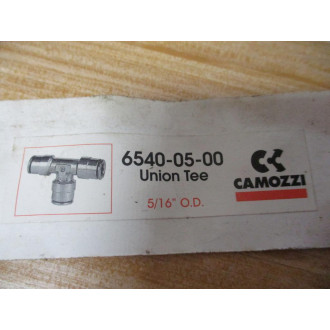 6540-05-00
Union Tee
5/16" O.D.
CAMOZZI